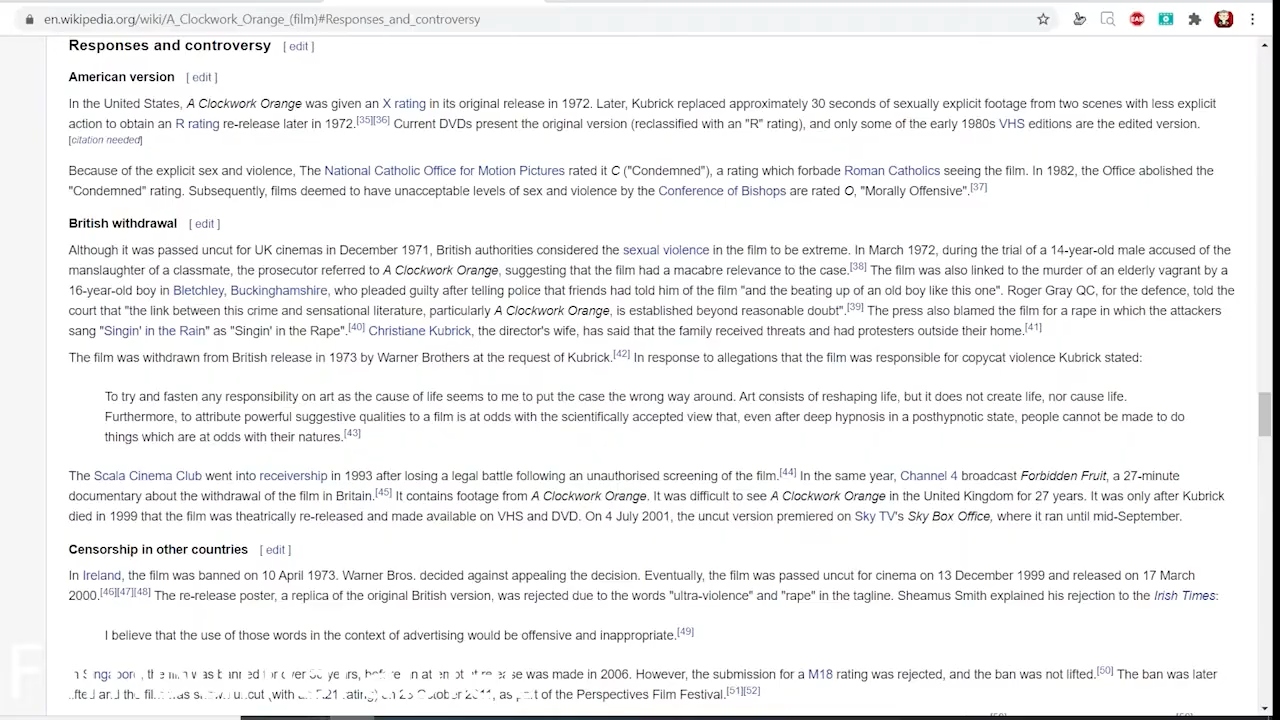 en.wikipedia.org/wiki/A_Clockwork_Orange_(film)#Responses_and_controversy
Responses and controversy [ edit ]
American version [ edit ]
In the United States, A Clockwork Orange was given an X rating in its original release in 1972. Later, Kubrick replaced approximately 30 seconds of sexually explicit footage from two scenes with less explicit
action to obtain an R rating re-release later in 1972.[35][36] Current DVDs present the original version (reclassified with an "R" rating), and only some of the early 1980s VHS editions are the edited version.
[citation needed]
Because of the explicit sex and violence, The National Catholic Office for Motion Pictures rated it C ("Condemned"), a rating which forbade Roman Catholics seeing the film. In 1982, the Office abolished the
"Condemned" rating. Subsequently, films deemed to have unacceptable levels of sex and violence by the Conference of Bishops are rated O, "Morally Offensive".[37]
British withdrawal [ edit ]
Although it was passed uncut for UK cinemas in December 1971, British authorities considered the sexual violence in the film to be extreme. In March 1972, during the trial of a 14-year-old male accused of the
manslaughter of a classmate, the prosecutor referred to A Clockwork Orange, suggesting that the film had a macabre relevance to the case.[38] The film was also linked to the murder of an elderly vagrant by a
16-year-old boy in Bletchley, Buckinghamshire, who pleaded guilty after telling police that friends had told him of the film "and the beating up of an old boy like this one". Roger Gray QC, for the defence, told the
court that "the link between this crime and sensational literature, particularly A Clockwork Orange, is established beyond reasonable doubt".[39] The press also blamed the film for a rape in which the attackers
sang "Singin' in the Rain" as "Singin' in the Rape".[40] Christiane Kubrick, the director's wife, has said that the family received threats and had protesters outside their home.[41]
The film was withdrawn from British release in 1973 by Warner Brothers at the request of Kubrick.[42] In response to allegations that the film was responsible for copycat violence Kubrick stated:
To try and fasten any responsibility on art as the cause of life seems to me to put the case the wrong way around. Art consists of reshaping life, but it does not create life, nor cause life.
Furthermore, to attribute powerful suggestive qualities to a film is at odds with the scientifically accepted view that, even after deep hypnosis in a posthypnotic state, people cannot be made to do
things which are at odds with their natures.[43]
The Scala Cinema Club went into receivership in 1993 after losing a legal battle following an unauthorised screening of the film.[44] In the same year, Channel 4 broadcast Forbidden Fruit, a 27-minute
documentary about the withdrawal of the film in Britain.[45] It contains footage from A Clockwork Orange. It was difficult to see A Clockwork Orange in the United Kingdom for 27 years. It was only after Kubrick
died in 1999 that the film was theatrically re-released and made available on VHS and DVD. On 4 July 2001, the uncut version premiered on Sky TV's Sky Box Office, where it ran until mid-September.
Censorship in other countries [ edit ]
In Ireland, the film was banned on 10 April 1973. Warner Bros. decided against appealing the decision. Eventually, the film was passed uncut for cinema on 13 December 1999 and released on 17 March
2000.[46][47][48] The re-release poster, a replica of the original British version, was rejected due to the words "ultra-violence" and "rape" in the tagline. Sheamus Smith explained his rejection to the Irish Times:
I believe that the use of those words in the context of advertising would be offensive and inappropriate.[49]
the film was banned for over years, was made in 2006. However, the submission for a M18 rating was rejected, and the ban was not lifted.[50] The ban was later
and the film was shown uncut (with October 2011, as part of the Perspectives Film Festival.[51][52]